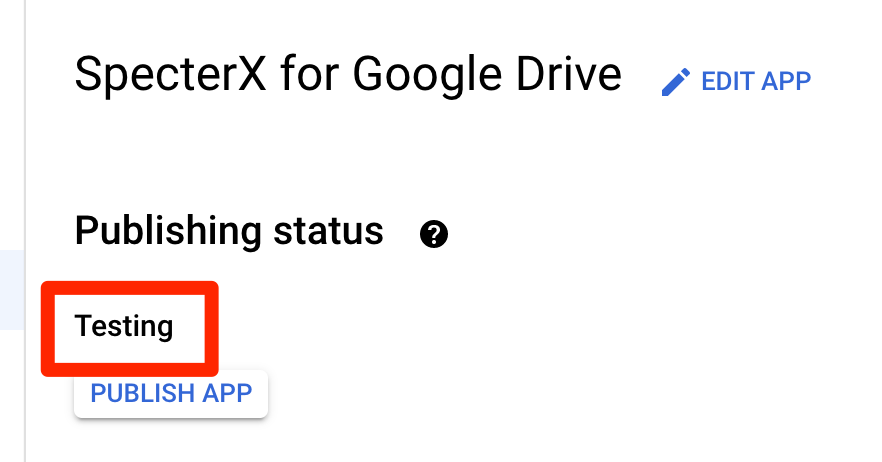 SpecterX for Google Drive EDIT APP
Publishing status ?
Testing
PUBLISH APP